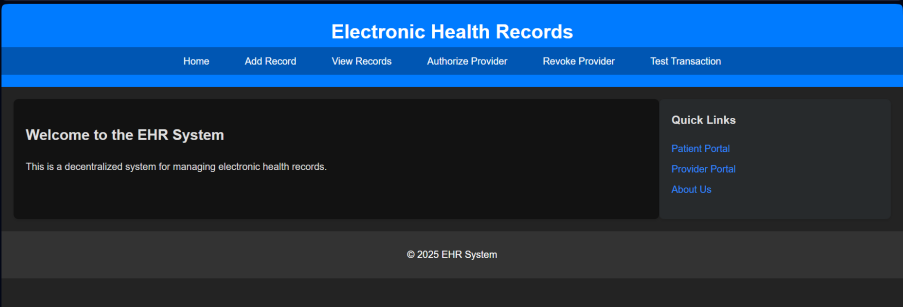 Electronic Health Records
Home Add Record View Records Authorize Provider Revoke Provider Test Transaction
Welcome to the EHR System
This is a decentralized system for managing electronic health records.
Quick Links
Patient Portal
Provider Portal
About Us
© 2025 EHR System